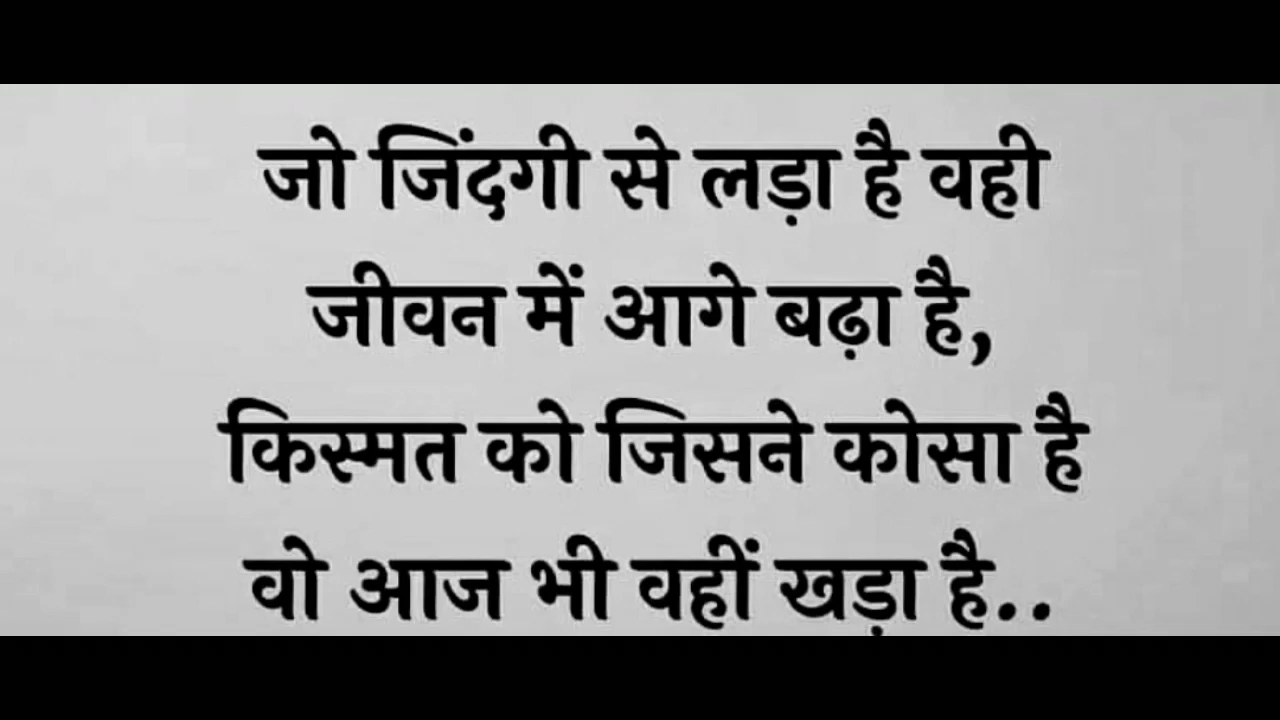 जो जिंदगी से लड़ा है वही
जीवन में आगे बढ़ा है,
किस्मत को जिसने कोसा है
वो आज भी वहीं खड़ा है..